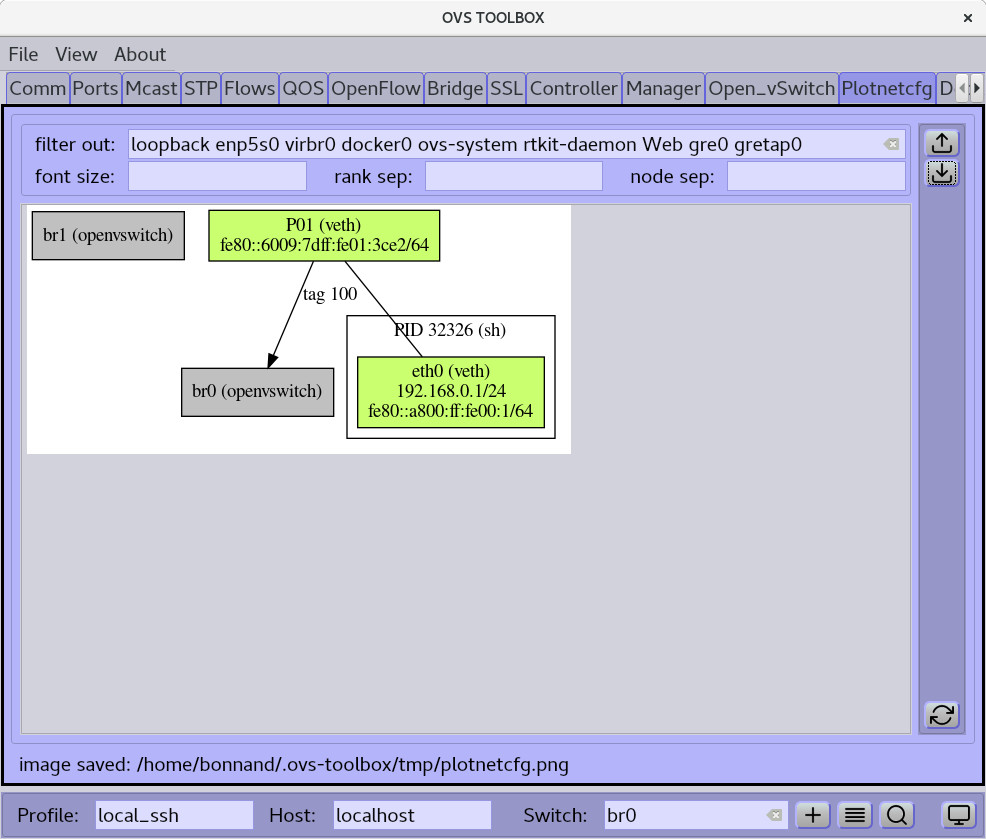 OVS TOOLBOX
File View About
Comm Ports Mcast STP Flows QOS OpenFlow Bridge SSL Controller Manager Open_vSwitch Plotnetcfg D
filter out: loopback enp5s0 virbr0 docker0 ovs-system rtkit-daemon Web gre0 gretap0
font size: rank sep: node sep:
br1 (openvswitch)
P01 (veth)
fe80::6009:7dff:fe01:3ce2/64
tag 100
PID 32326 (sh)
eth0 (veth)
192.168.0.1/24
fe80::a800:ff:fe00:1/64
br0 (openvswitch)
image saved: /home/bonnand/.ovs-toolbox/tmp/plotnetcfg.png
Profile: local_ssh Host: localhost Switch: br0